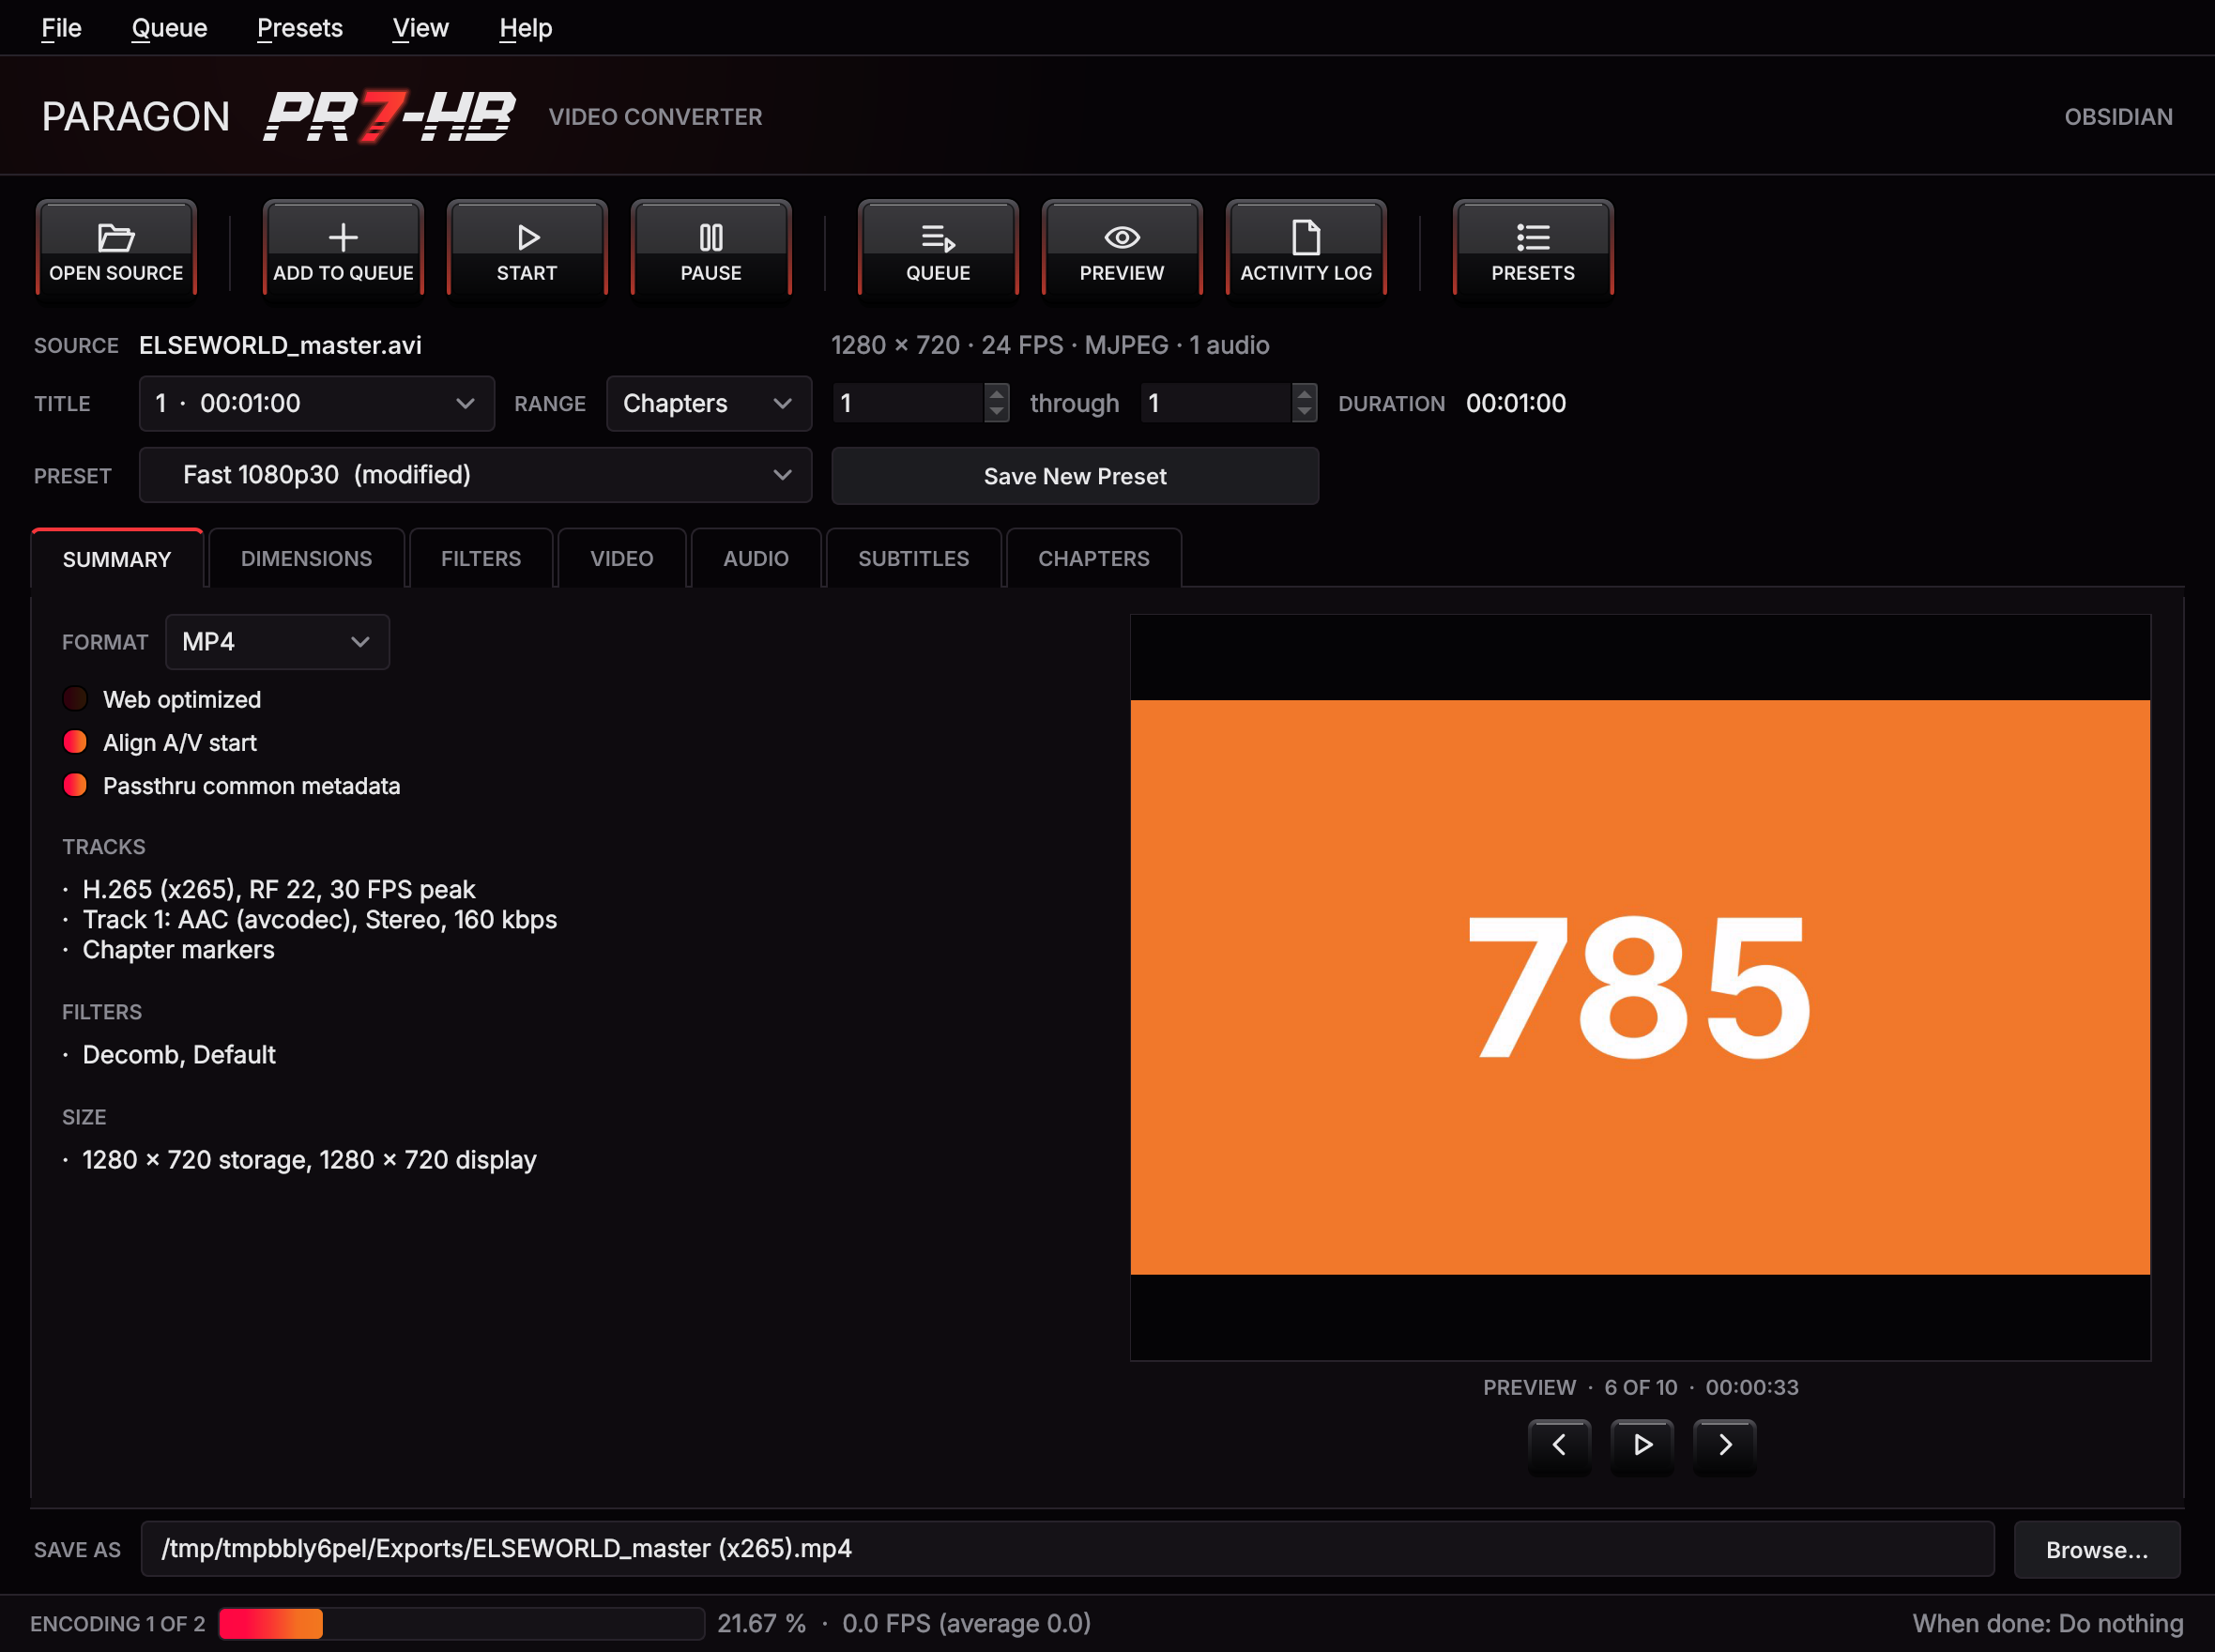 File Queue Presets View Help
PARAGON PR7-HB VIDEO CONVERTER OBSIDIAN
OPEN SOURCE ADD TO QUEUE START PAUSE QUEUE PREVIEW ACTIVITY LOG PRESETS
SOURCE ELSEWORLD_master.avi 1280 × 720 · 24 FPS · MJPEG · 1 audio
TITLE 1 · 00:01:00 RANGE Chapters 1 through 1 DURATION 00:01:00
PRESET Fast 1080p30 (modified) Save New Preset
SUMMARY DIMENSIONS FILTERS VIDEO AUDIO SUBTITLES CHAPTERS
FORMAT MP4
Web optimized
Align A/V start
Passthru common metadata
TRACKS
· H.265 (x265), RF 22, 30 FPS peak
· Track 1: AAC (avcodec), Stereo, 160 kbps
· Chapter markers
FILTERS
· Decomb, Default
SIZE
· 1280 × 720 storage, 1280 × 720 display
785
PREVIEW · 6 OF 10 · 00:00:33
SAVE AS /tmp/tmpbbly6pel/Exports/ELSEWORLD_master (x265).mp4 Browse...
ENCODING 1 OF 2 21.67 % · 0.0 FPS (average 0.0) When done: Do nothing